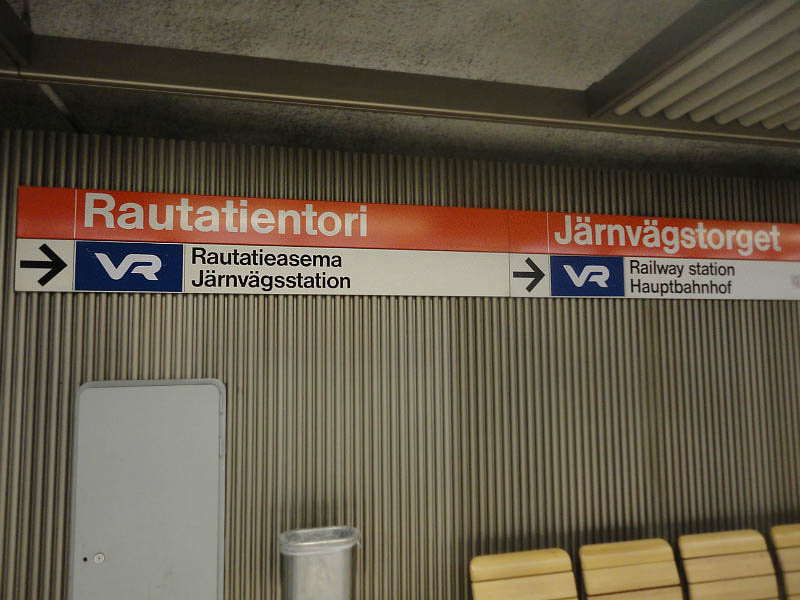 Rautatientori
Järnvägstorget
VR
Rautatieasema
Järnvägsstation
VR
Railway station
Hauptbahnhof